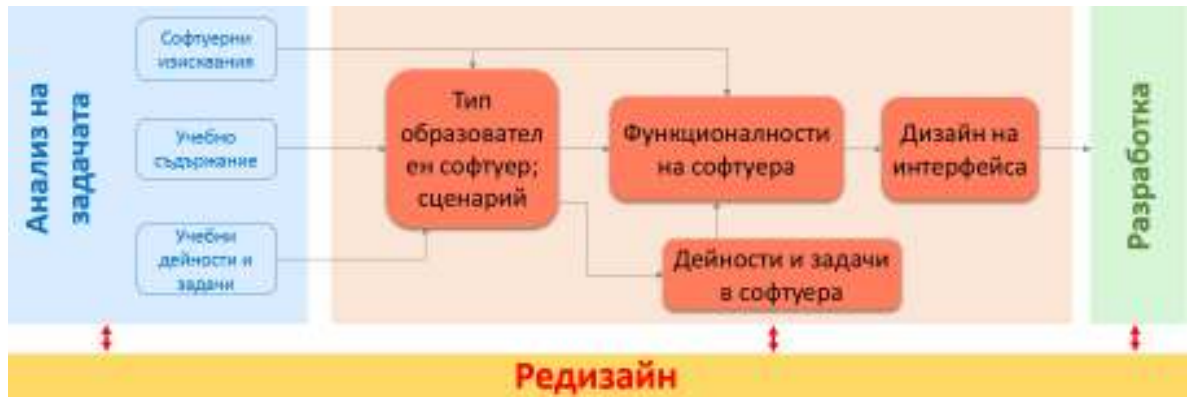 Анализ на
задачата
Софтуерни
изисквания
Учебно
съдържание
Учебни
дейности и
задачи
Тип
образовател
ен софтуер;
сценарий
Функционалности
на софтуера
Дейности и задачи
в софтуера
Дизайн на
интерфейса
Разработка
Редизайн